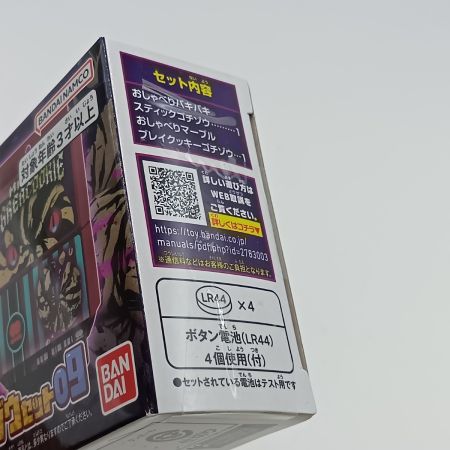 BANDAI NAMCO
対象年齢3才以上
セット09
BAN
DAI
セット内容
おしゃべりバキバキ
スティックゴチゾウ………1
おしゃべりマーブル
ブレイクッキーゴチゾウ…1
詳しい遊び方は
WEB取説を
ご覧ください。
詳しくはコチラ▼
https://toy.bandai.co.jp/
manuals/pdf.php?id=2783003
※通信料などはお客様のご負担となります。
LR44 ×4
ボタン電池(LR44)
4個使用(付)
●セットされている電池はテスト用です